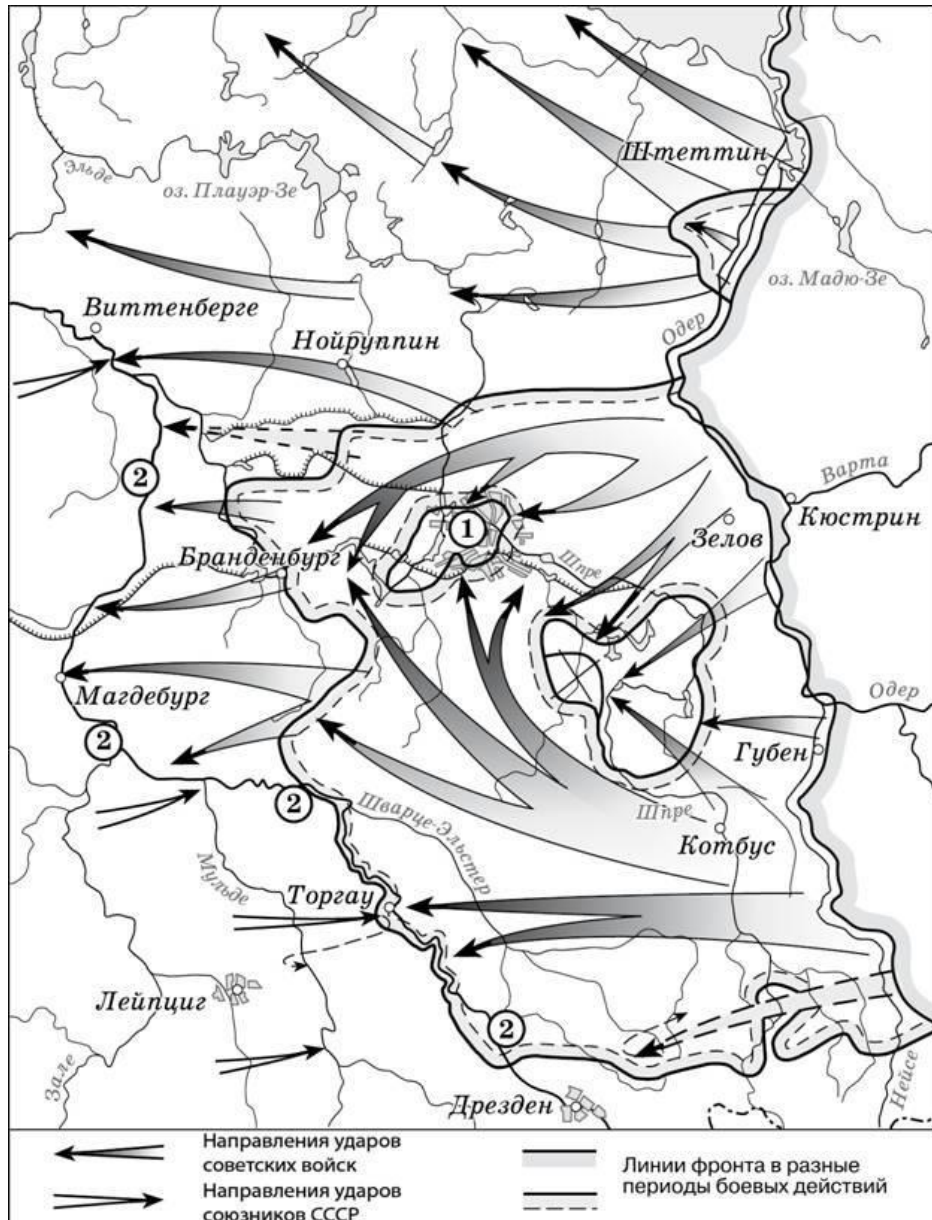 Штеттин
Эльде
оз. Плауэр-Зе
оз. Мадю-Зе
Виттенберге
Одер
Нойруппин
2
Варта
Кюстрин
1
Зелов
Бранденбург
Шпре
Магдебург
Одер
2
Губен
2
Шварце-Эльстер
Шпре
Котбус
Мульде
Торгау
Лейпциг
2
Зале
Дрезден
Нейсе
Направления ударов
советских войск
Направления ударов
союзников СССР
Линии фронта в разные
периоды боевых действий